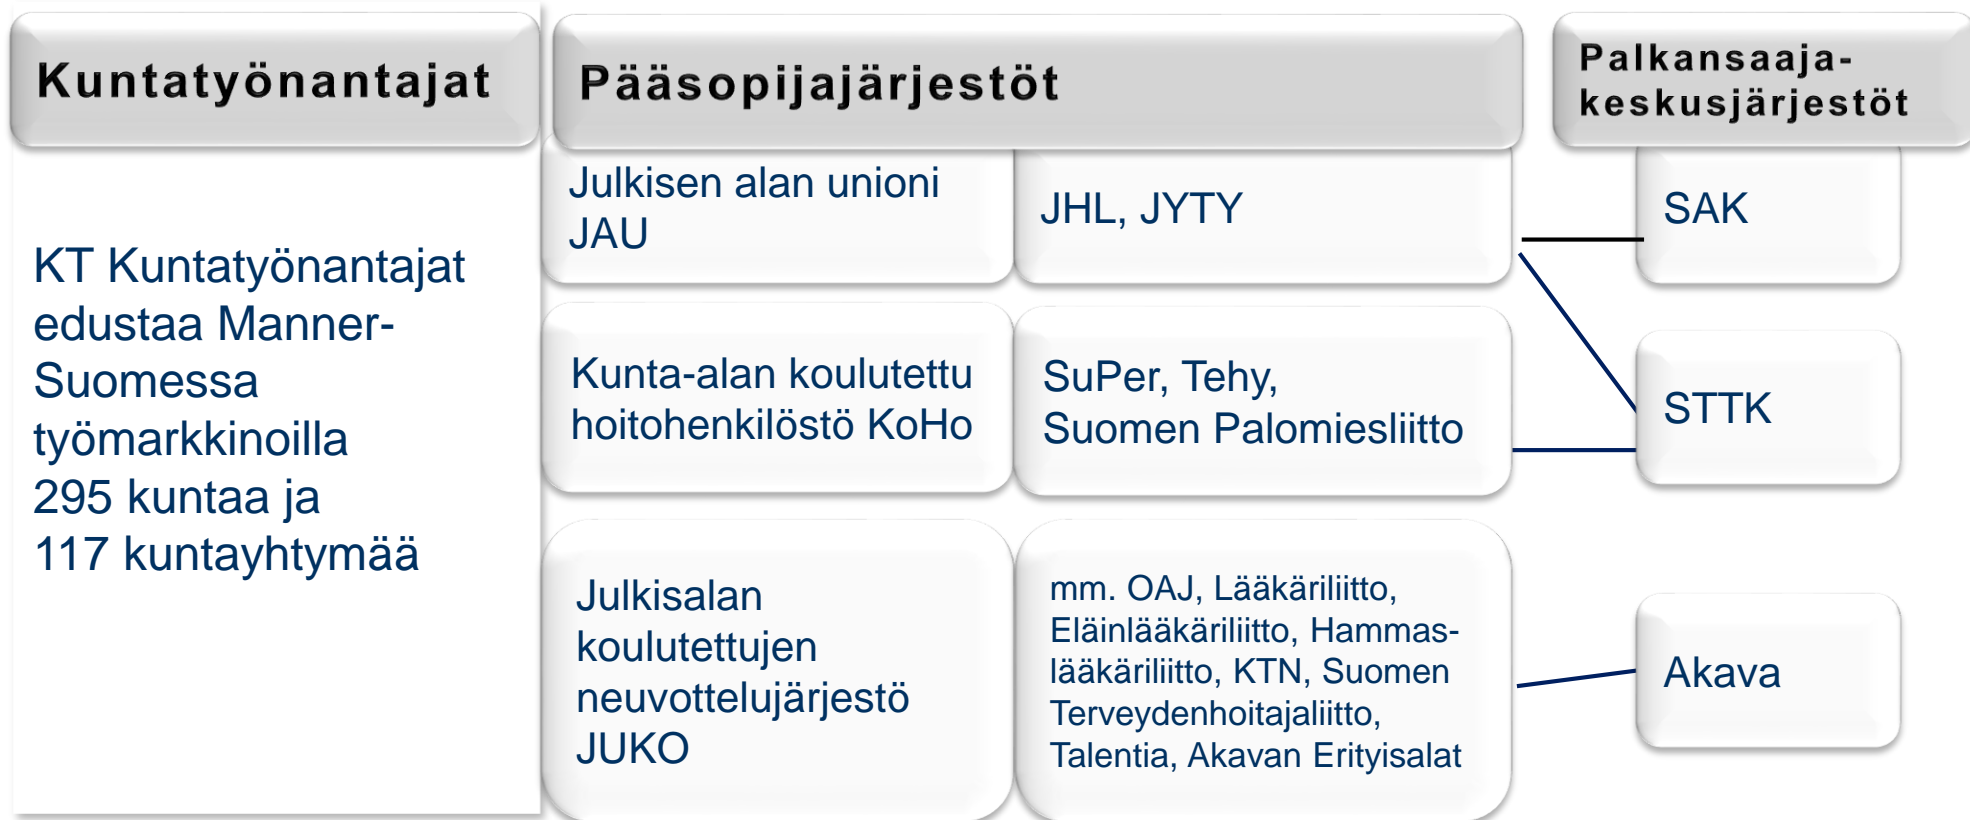 Kuntatyönantajat
Pääsopijajärjestöt
Palkansaaja-
keskusjärjestöt
KT Kuntatyönantajat
edustaa Manner-
Suomessa
työmarkkinoilla
295 kuntaa ja
117 kuntayhtymää
Julkisen alan unioni
JAU
JHL, JYTY
SAK
Kunta-alan koulutettu
hoitohenkilöstö KoHo
SuPer, Tehy,
Suomen Palomiesliitto
STTK
Julkisalan
koulutettujen
neuvottelujärjestö
JUKO
mm. OAJ, Lääkäriliitto,
Eläinlääkäriliitto, Hammas-
lääkäriliitto, KTN, Suomen
Terveydenhoitajaliitto,
Talentia, Akavan Erityisalat
Akava